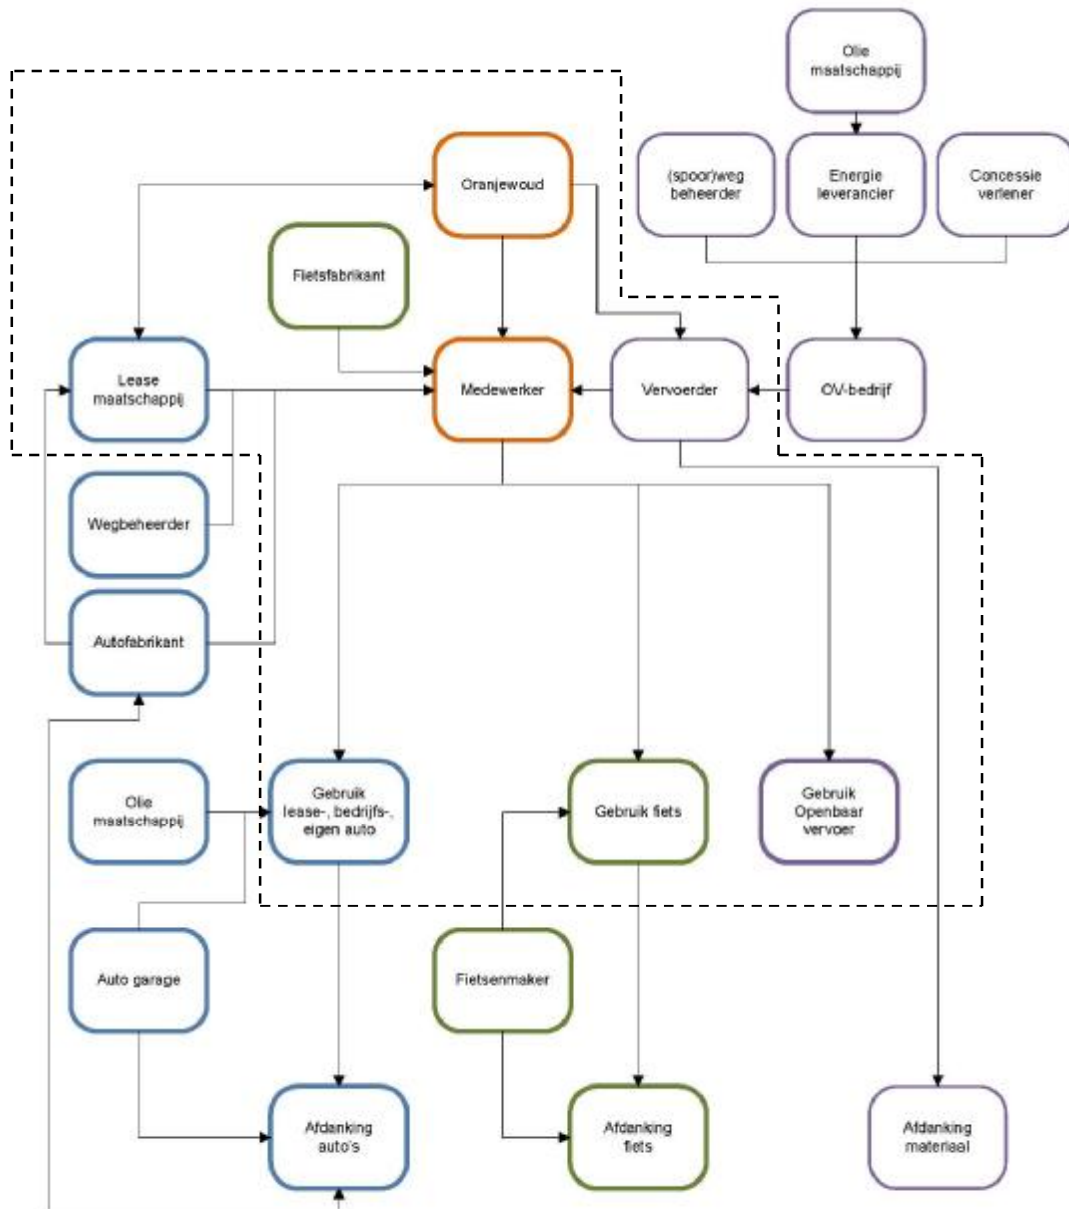 Olie
maatschappij
Oranjewoud
(spoor)weg
beheerder
Energie
leverancier
Concessie
verlener
Fietsfabrikant
Lease
maatschappij
Medewerker
Vervoerder
OV-bedrijf
Wegbeheerder
Autofabrikant
Olie
maatschappij
Gebruik
lease-, bedrijfs-,
eigen auto
Gebruik fiets
Gebruik
Openbaar
vervoer
Auto garage
Fietsenmaker
Afdanking
auto's
Afdanking
fiets
Afdanking
materiaal